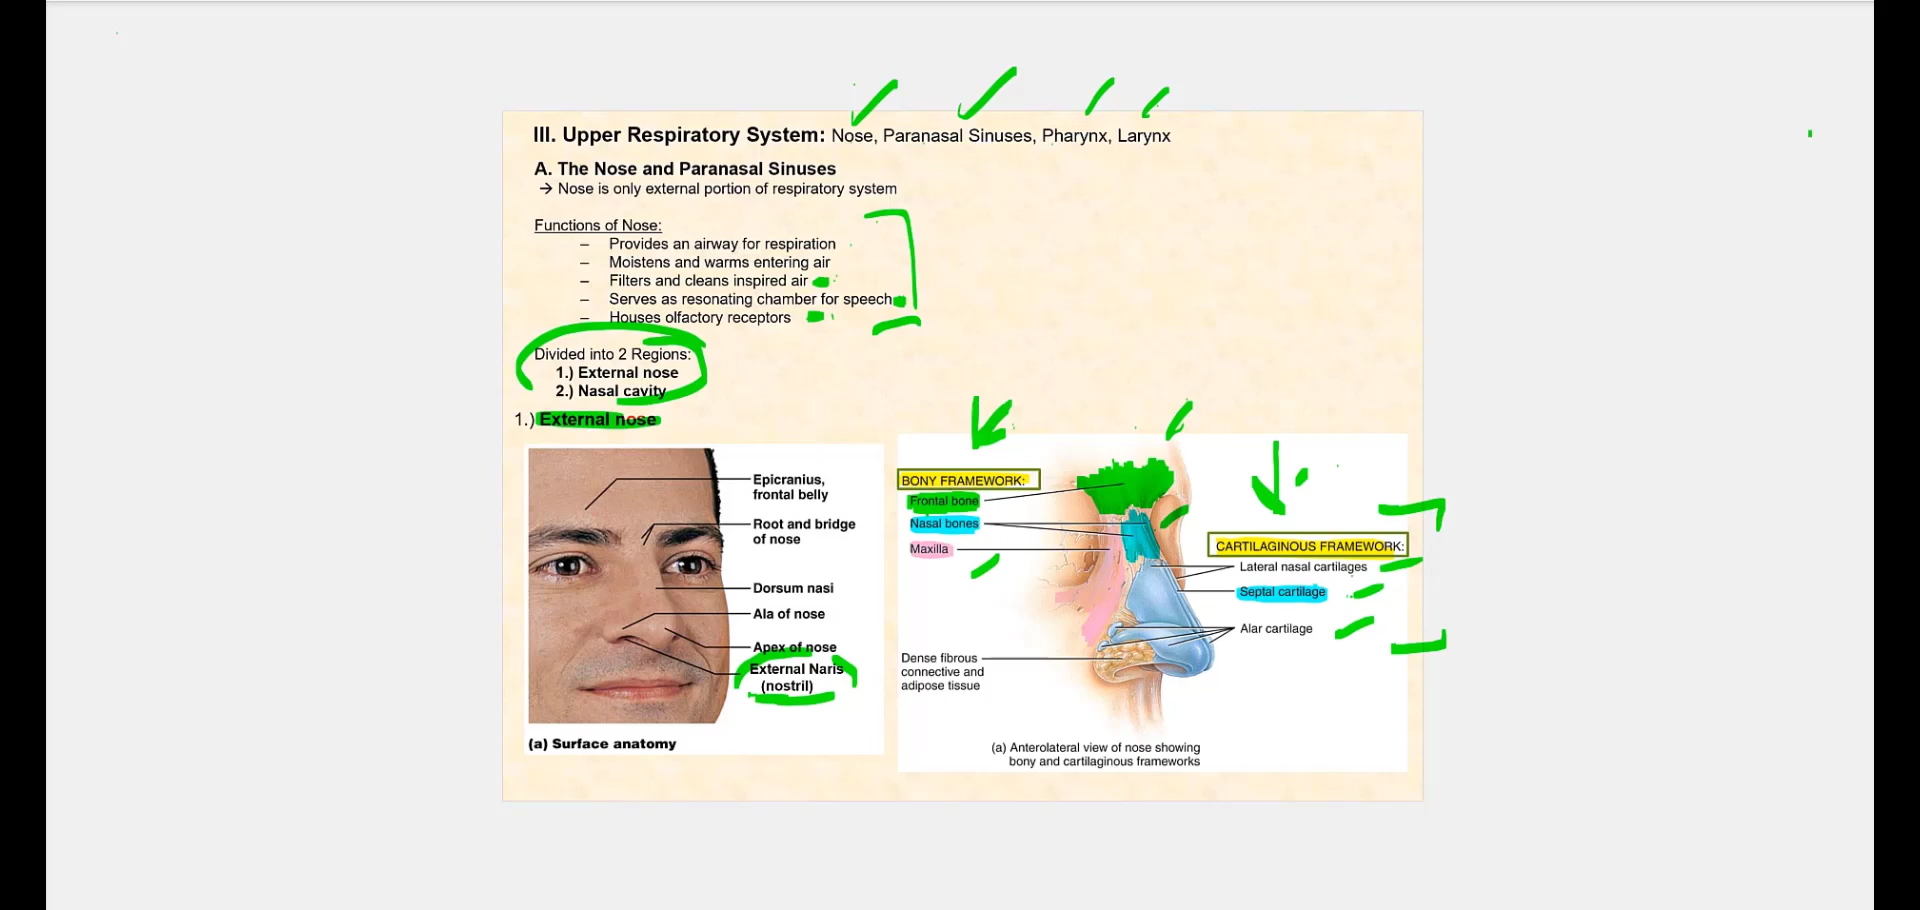 III. Upper Respiratory System: Nose, Paranasal Sinuses, Pharynx, Larynx
A. The Nose and Paranasal Sinuses
→ Nose is only external portion of respiratory system
Functions of Nose:
– Provides an airway for respiration
– Moistens and warms entering air
– Filters and cleans inspired air
– Serves as resonating chamber for speech
– Houses olfactory receptors
Divided into 2 Regions:
1.) External nose
2.) Nasal cavity
1.) External nose
Epicranius,
frontal belly
Root and bridge
of nose
Dorsum nasi
Ala of nose
Apex of nose
External Naris
(nostril)
(a) Surface anatomy
BONY FRAMEWORK:
Frontal bone
Nasal bones
Maxilla
Dense fibrous
connective and
adipose tissue
CARTILAGINOUS FRAMEWORK:
Lateral nasal cartilages
Septal cartilage
Alar cartilage
(a) Anterolateral view of nose showing
bony and cartilaginous frameworks